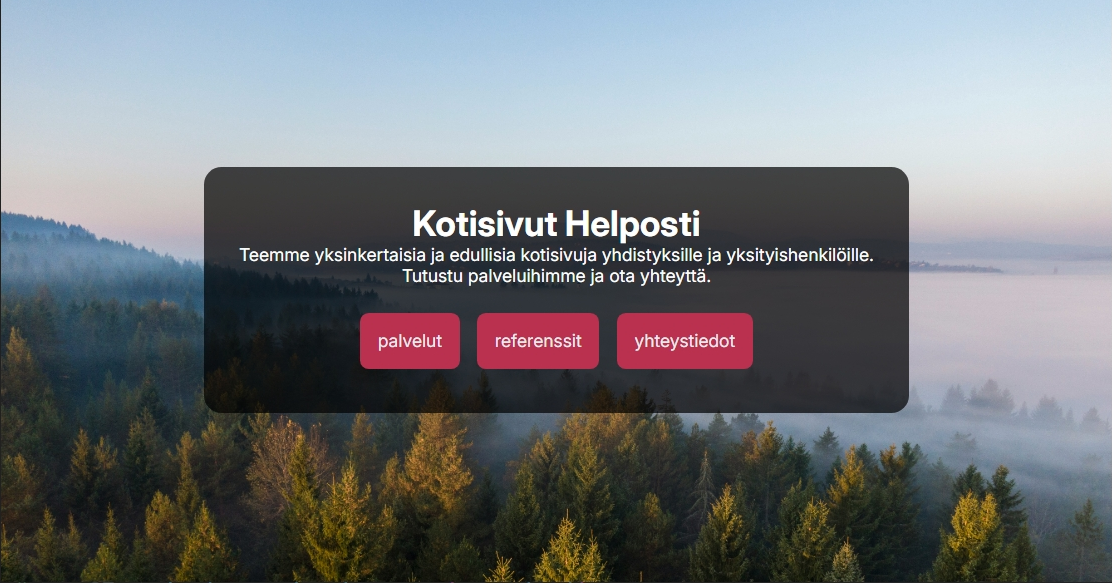 Kotisivut Helposti
Teemme yksinkertaisia ja edullisia kotisivuja yhdistyksille ja yksityishenkilöille.
Tutustu palveluihimme ja ota yhteyttä.
palvelut referenssit yhteystiedot